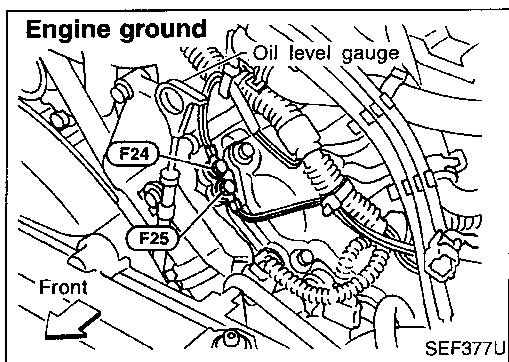 Engine ground
Oil level gauge
F24
F25
Front
SEF377U